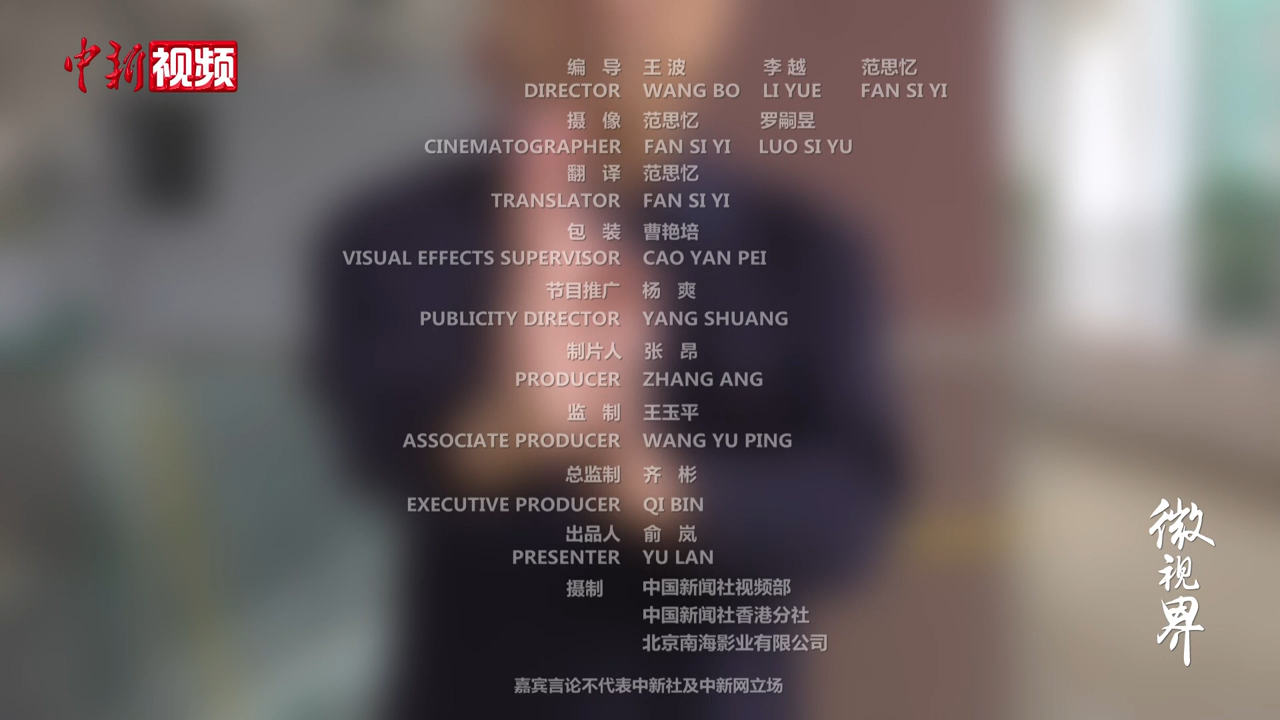 中新视频
编 导 王 波 李 越 范思忆
DIRECTOR WANG BO LI YUE FAN SI YI
摄 像 范思忆 罗嗣昱
CINEMATOGRAPHER FAN SI YI LUO SI YU
翻 译 范思忆
TRANSLATOR FAN SI YI
包 装 曹艳培
VISUAL EFFECTS SUPERVISOR CAO YAN PEI
节目推广 杨 爽
PUBLICITY DIRECTOR YANG SHUANG
制片人 张 昂
PRODUCER ZHANG ANG
监 制 王玉平
ASSOCIATE PRODUCER WANG YU PING
总监制 齐 彬
EXECUTIVE PRODUCER QI BIN
出品人 俞 岚
PRESENTER YU LAN
摄制 中国新闻社视频部
中国新闻社香港分社
北京南海影业有限公司
嘉宾言论不代表中新社及中新网立场
微视界